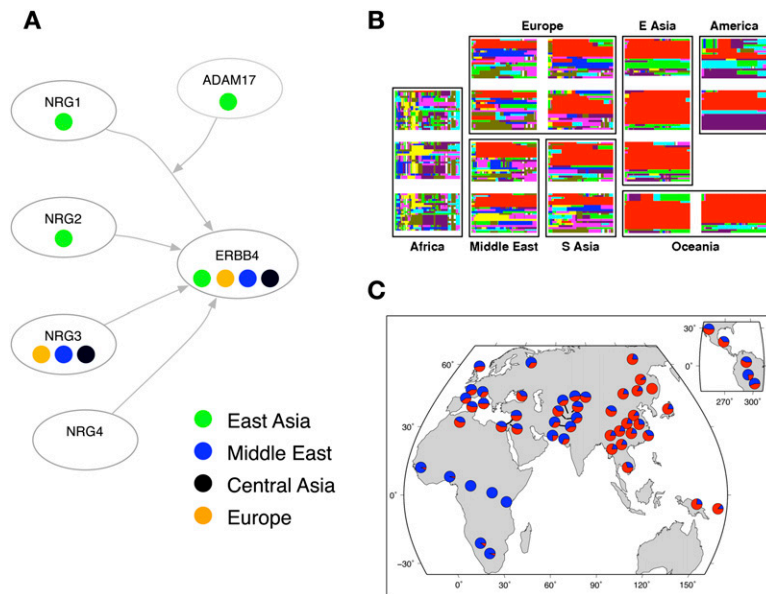 A
NRG1
ADAM17
NRG2
ERBB4
NRG3
NRG4
East Asia
Middle East
Central Asia
Europe
B
Europe
E Asia
America
Africa
Middle East
S Asia
Oceania
C
30˚
0˚
270˚
300˚
60˚
30˚
0˚
−30˚
0˚
30˚
60˚
90˚
120˚
150˚